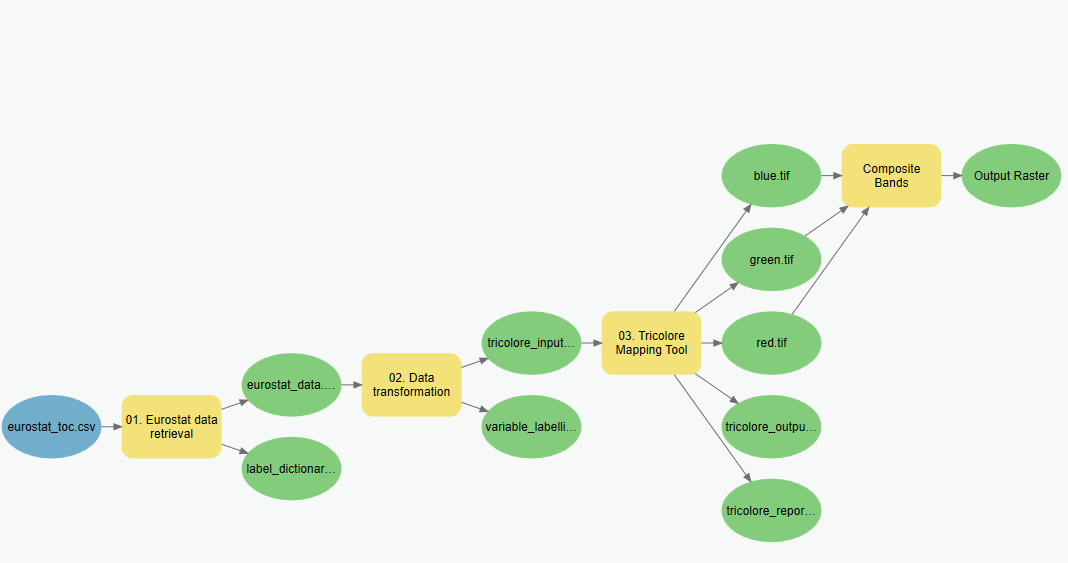 eurostat_toc.csv
01. Eurostat data
retrieval
eurostat_data....
label_dictionar...
02. Data
transformation
tricolore_input...
variable_labelli...
03. Tricolore
Mapping Tool
blue.tif
green.tif
red.tif
tricolore_outpu...
tricolore_repor...
Composite
Bands
Output Raster